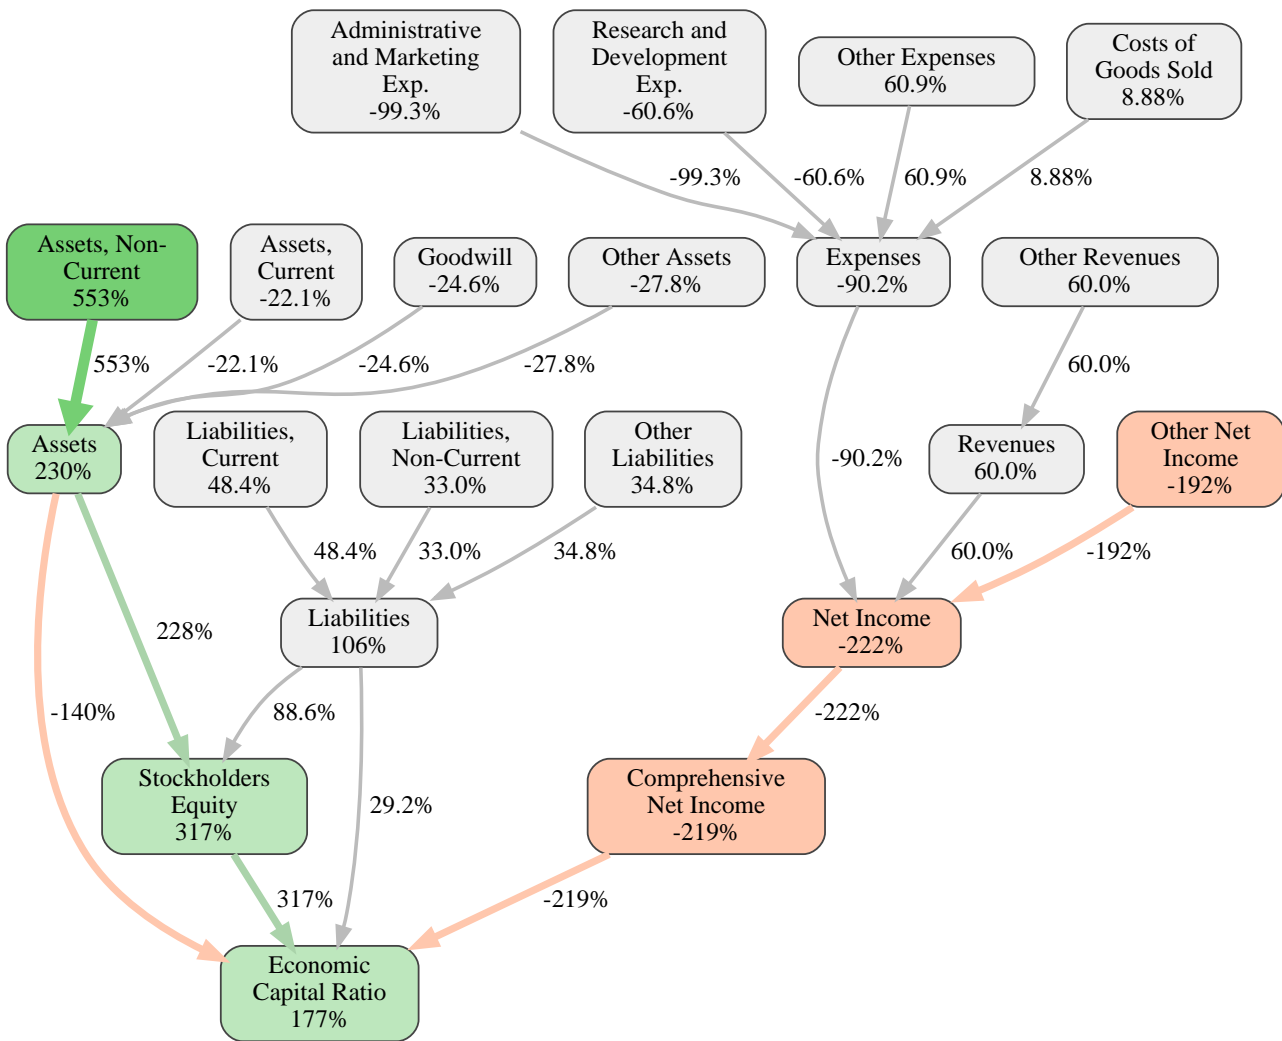 Administrative
and Marketing
Exp.
-99.3%
Research and
Development
Exp.
-60.6%
Other Expenses
60.9%
Costs of
Goods Sold
8.88%
-99.3%
-60.6%
60.9%
8.88%
Assets, Non-
Current
553%
Assets,
Current
-22.1%
Goodwill
-24.6%
Other Assets
-27.8%
Expenses
-90.2%
Other Revenues
60.0%
553%
-22.1%
-24.6%
-27.8%
60.0%
Assets
230%
Liabilities,
Current
48.4%
Liabilities,
Non-Current
33.0%
Other
Liabilities
34.8%
-90.2%
Revenues
60.0%
Other Net
Income
-192%
48.4%
33.0%
34.8%
60.0%
-192%
228%
Liabilities
106%
Net Income
-222%
-140%
88.6%
-222%
Stockholders
Equity
317%
29.2%
Comprehensive
Net Income
-219%
317%
-219%
Economic
Capital Ratio
177%